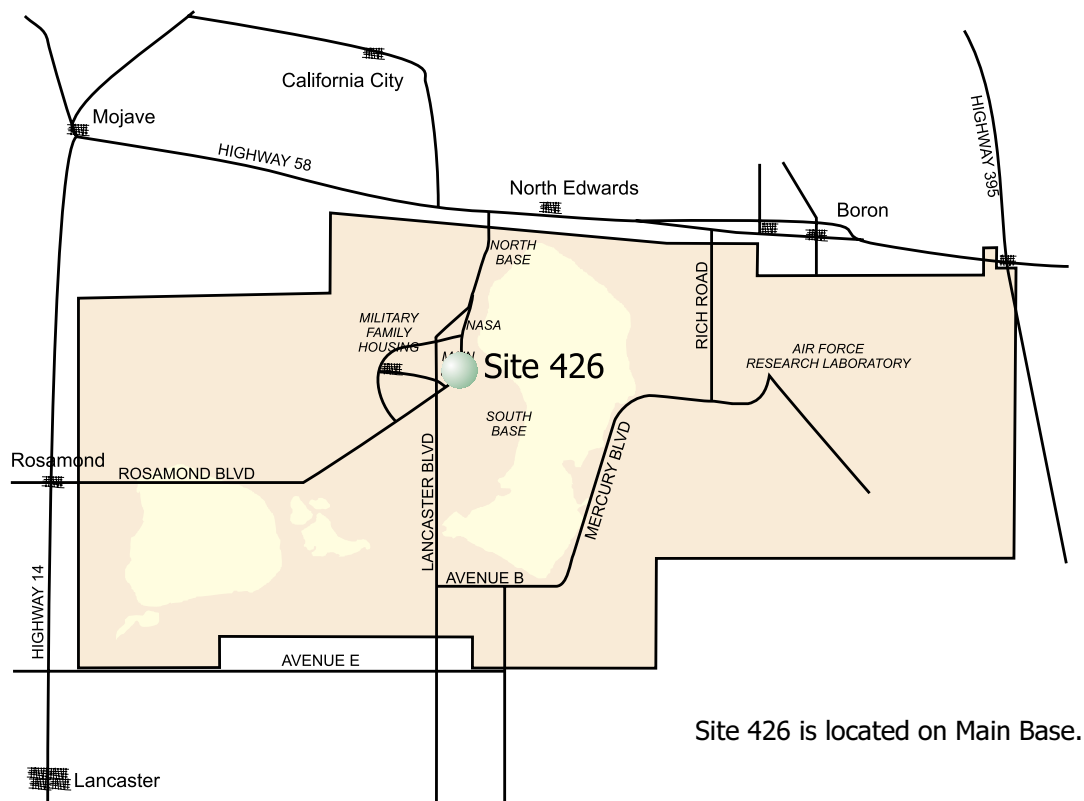 California City
Mojave
HIGHWAY 58
HIGHWAY 395
North Edwards
Boron
NORTH
BASE
RICH ROAD
MILITARY
FAMILY
HOUSING
NASA
AIR FORCE
RESEARCH LABORATORY
Site 426
SOUTH
BASE
Rosamond
ROSAMOND BLVD
LANCASTER BLVD
MERCURY BLVD
HIGHWAY 14
AVENUE B
AVENUE E
Site 426 is located on Main Base.
Lancaster